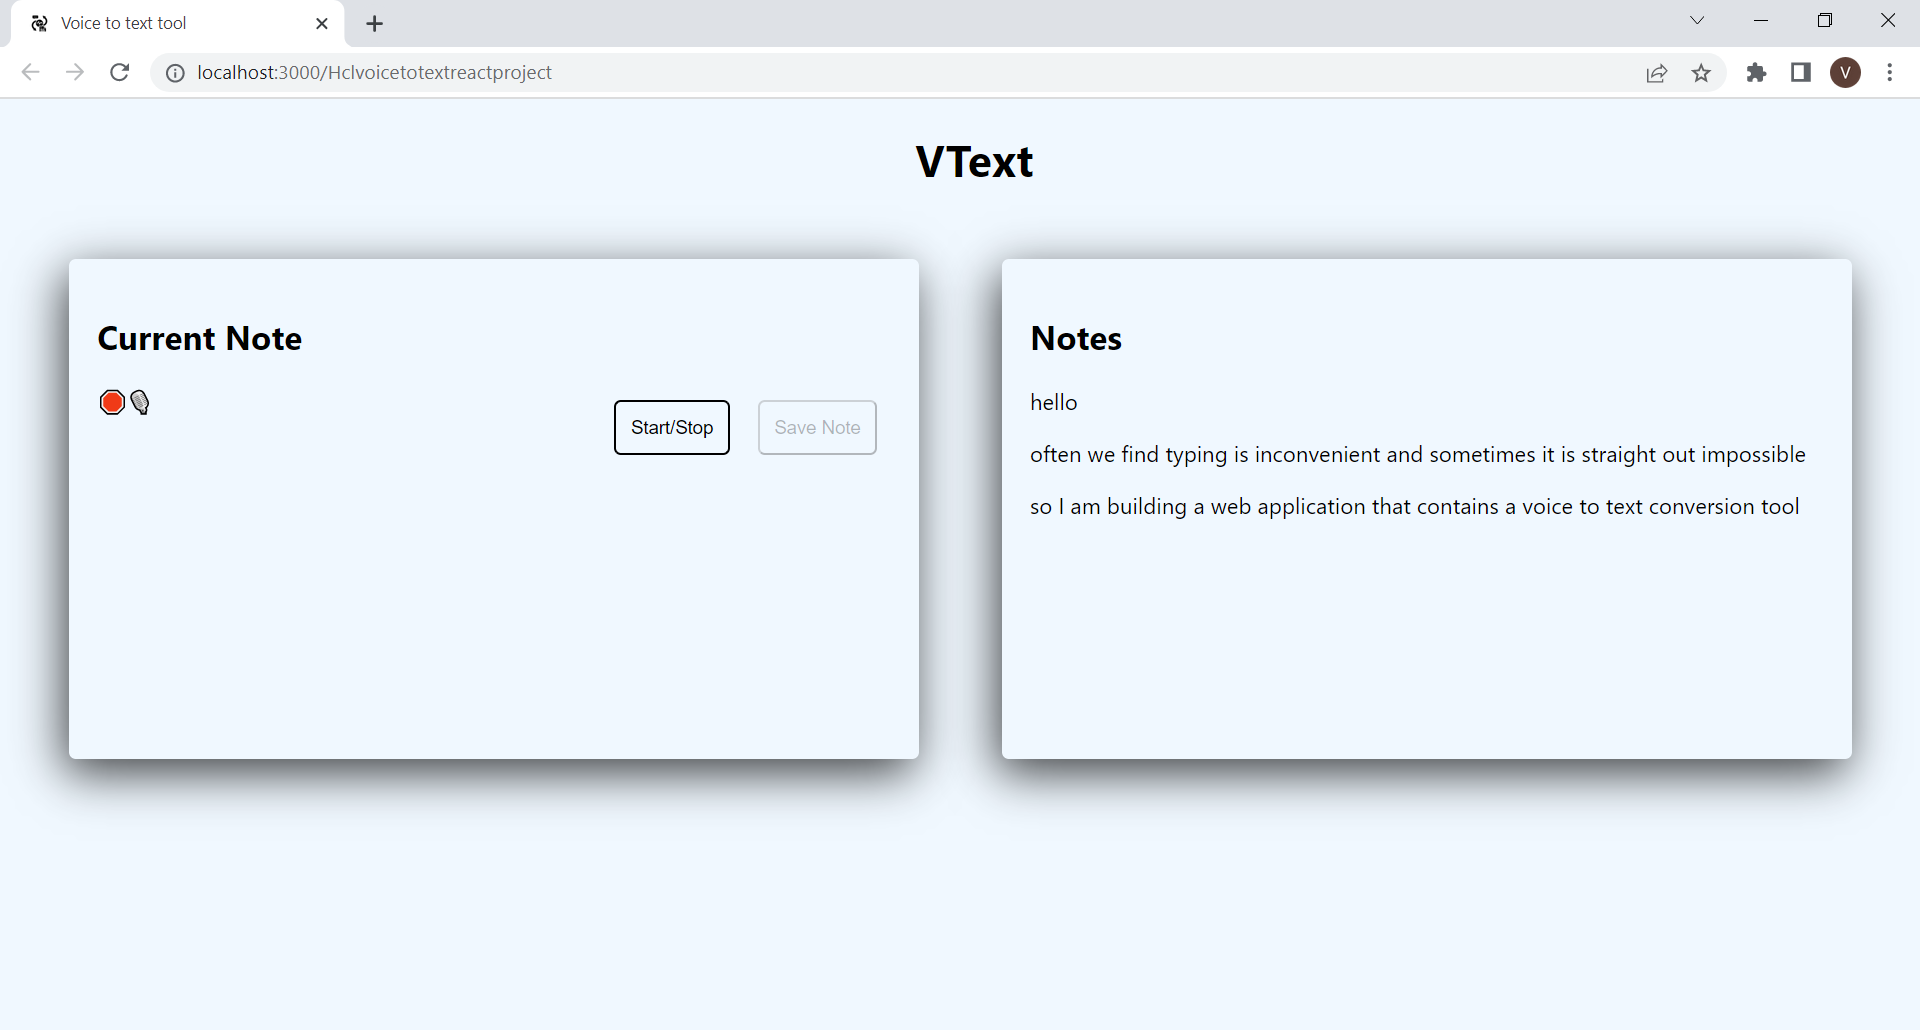 Voice to text tool
localhost:3000/Hclvoicetotextreactproject
V
VText
Current Note
Start/Stop
Save Note
Notes
hello
often we find typing is inconvenient and sometimes it is straight out impossible
so I am building a web application that contains a voice to text conversion tool